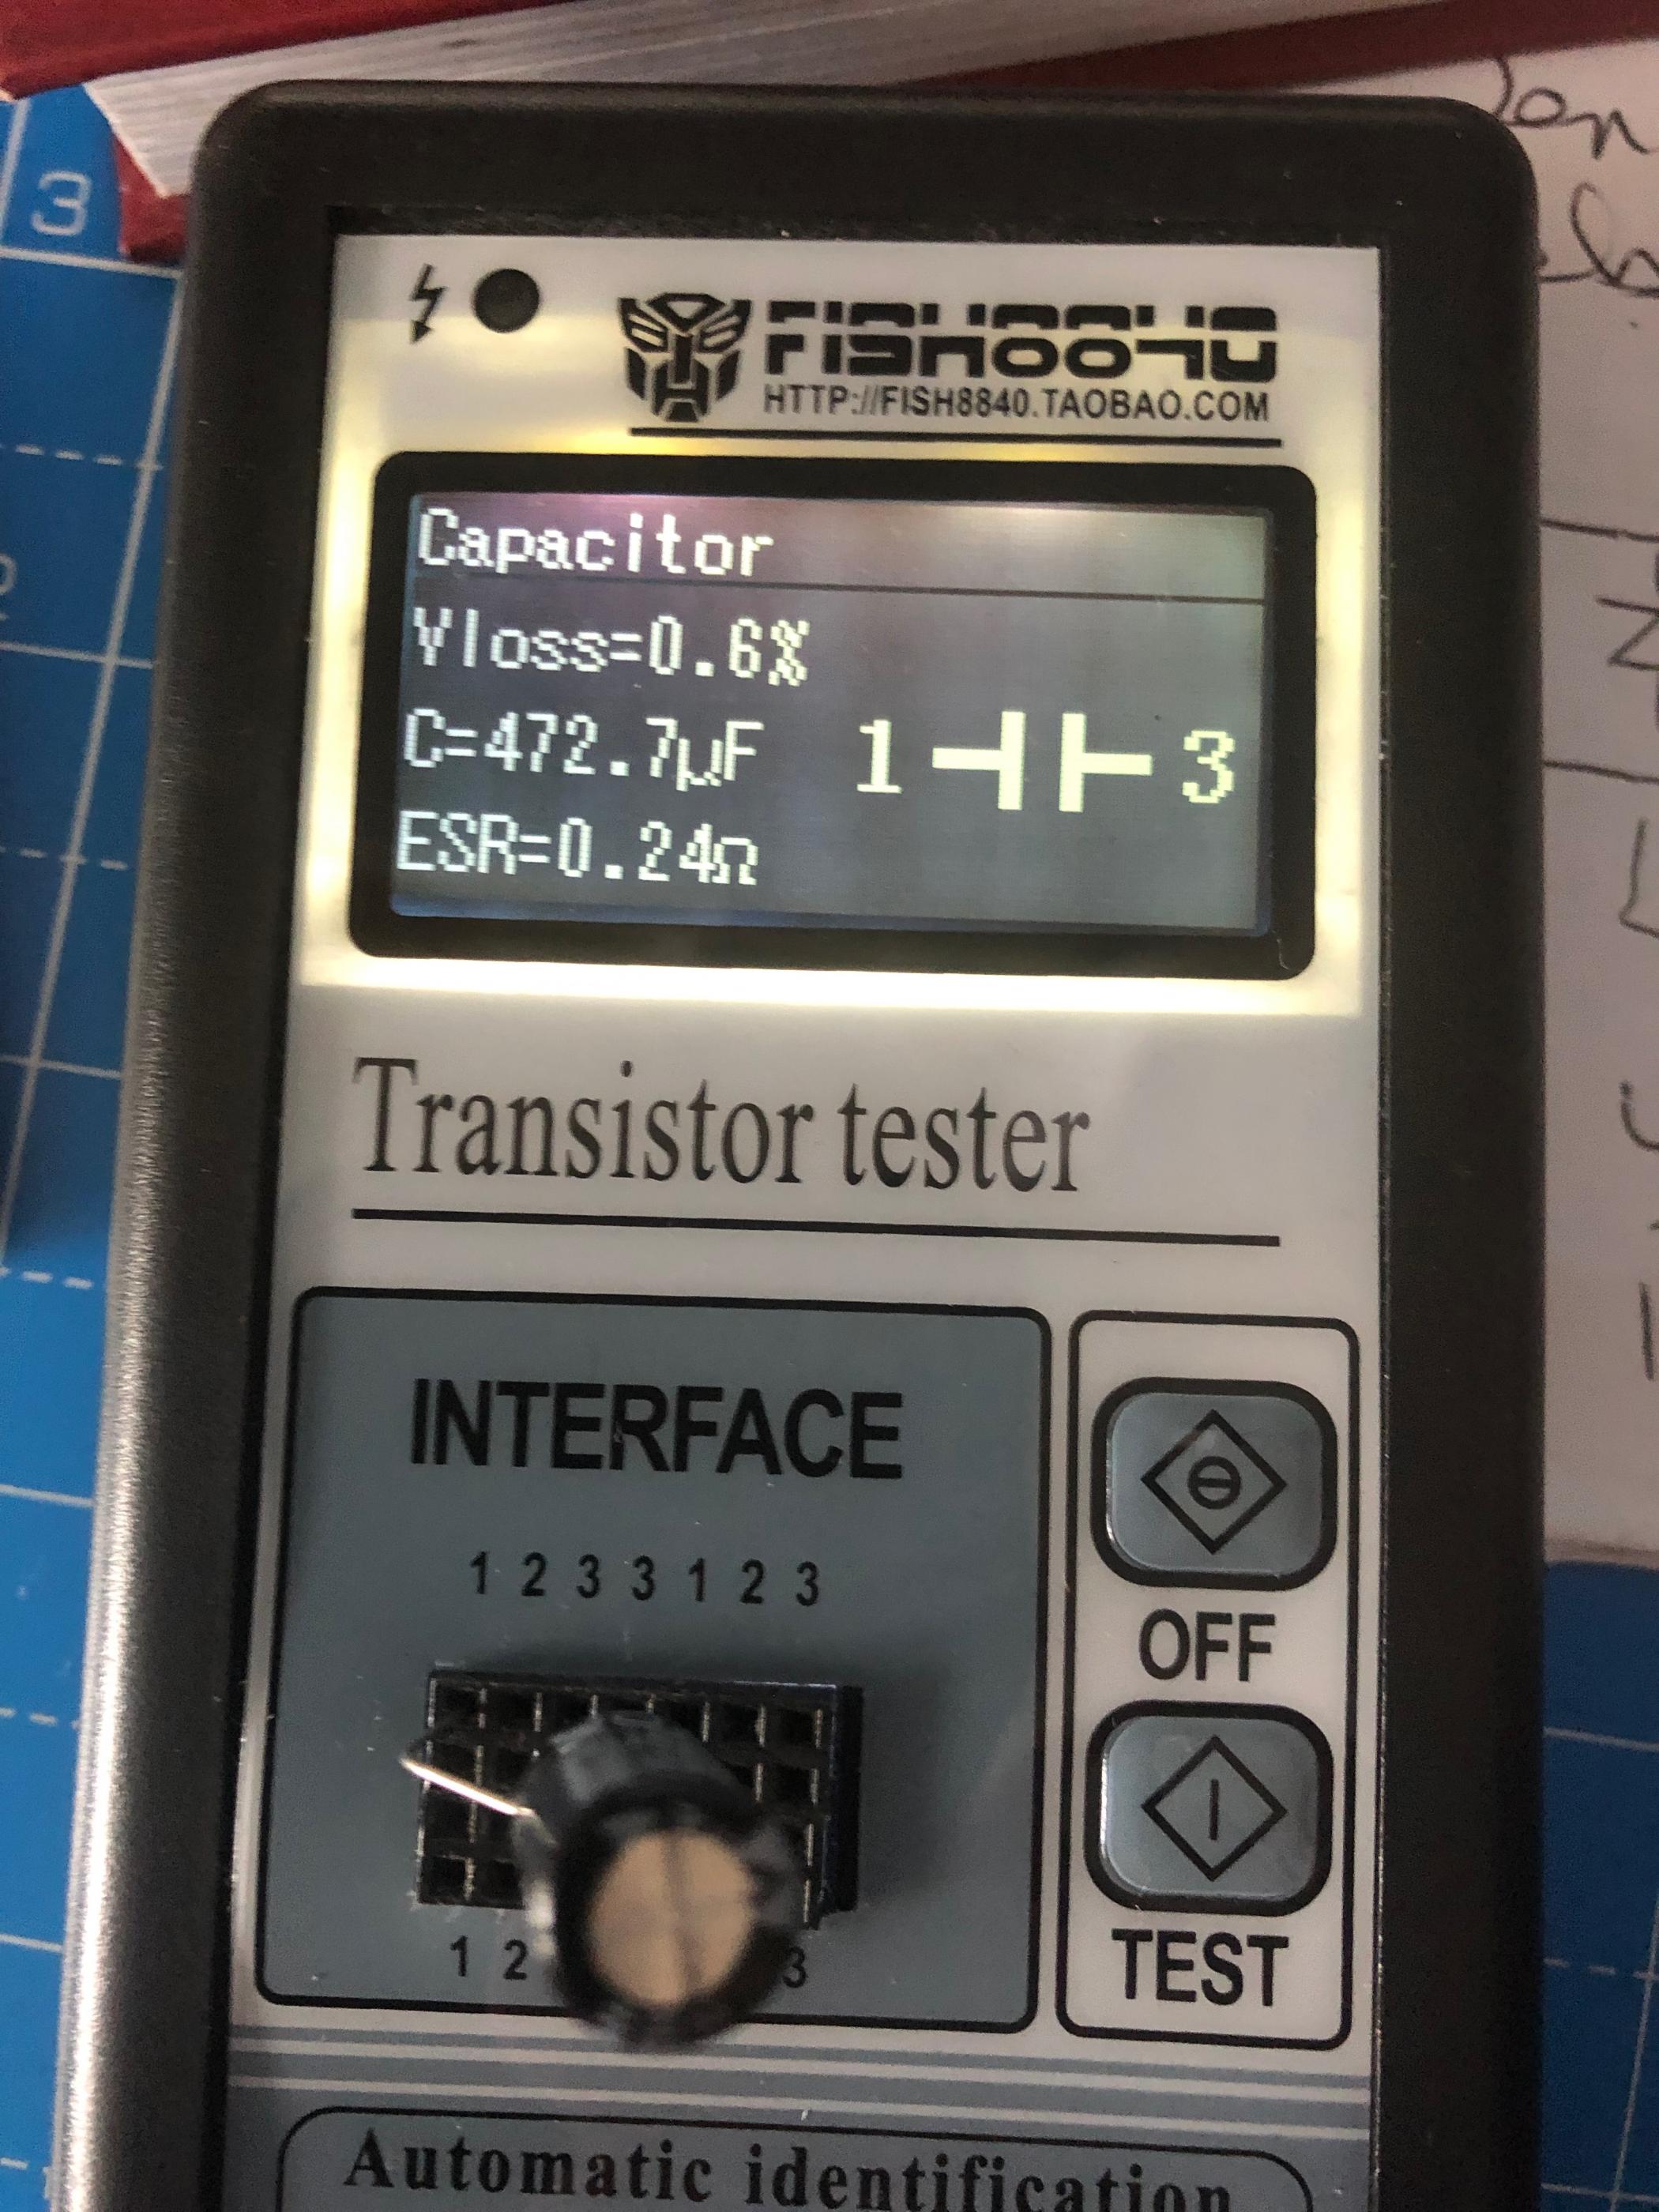 3
FISH8840
HTTP://FISH8840.TAOBAO.COM
Capacitor
Vloss=0.6%
C=472.7µF 1 3
ESR=0.24Ω
Transistor tester
INTERFACE
1 2 3 3 1 2 3
OFF
1 2 3
TEST
Automatic identification